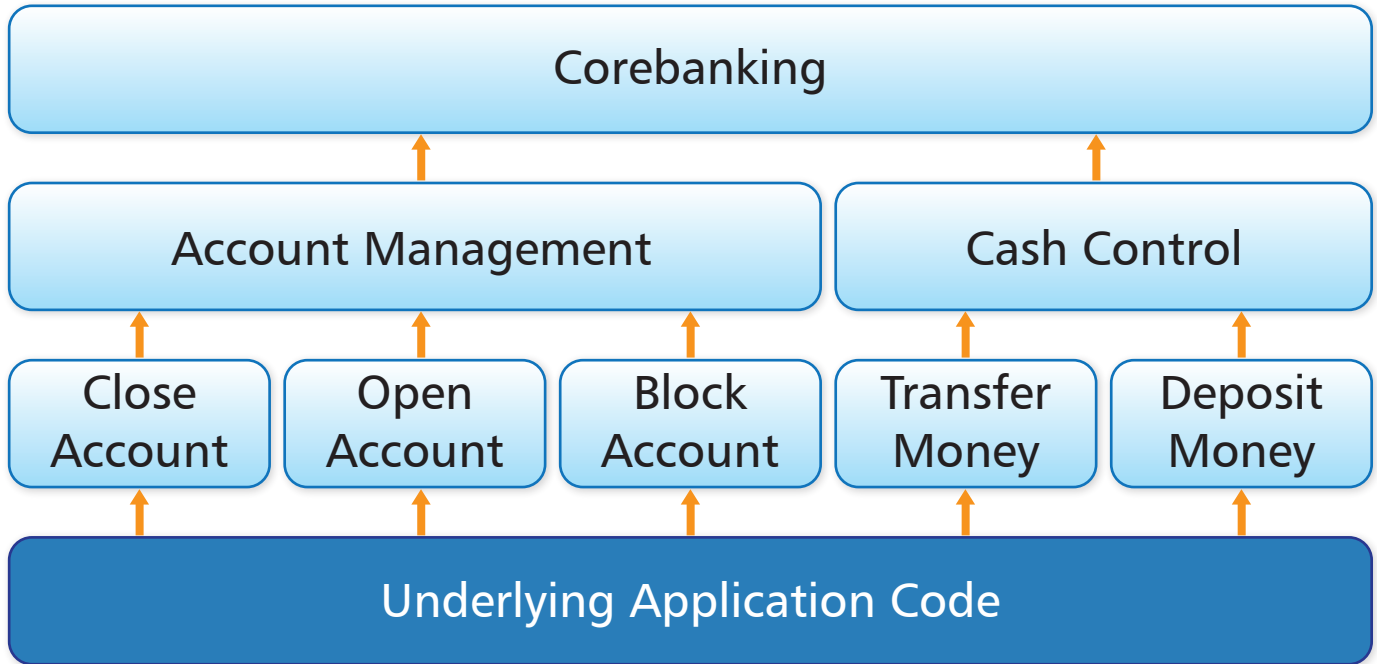 Corebanking
Account Management
Cash Control
Close
Account
Open
Account
Block
Account
Transfer
Money
Deposit
Money
Underlying Application Code